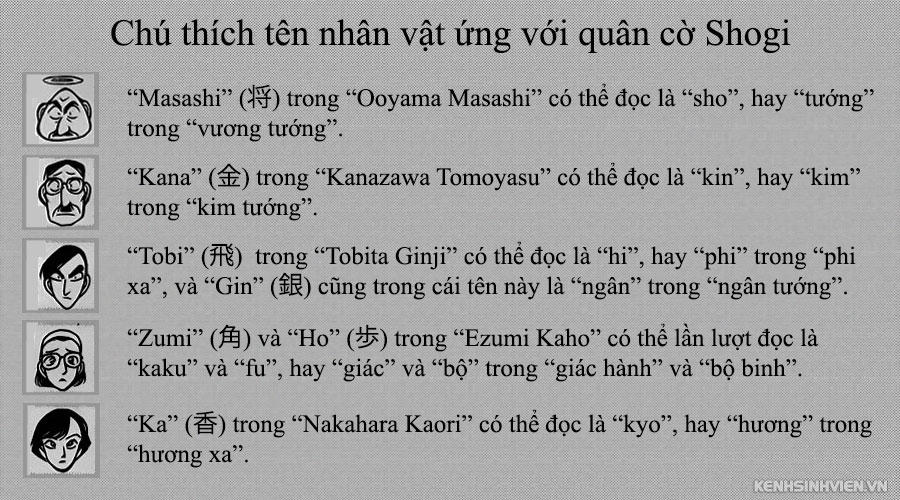 Chú thích tên nhân vật ứng với quân cờ Shogi
“Masashi” (将) trong “Ooyama Masashi” có thể đọc là “sho”, hay “tướng”
trong “vương tướng”.
“Kana” (金) trong “Kanazawa Tomoyasu” có thể đọc là “kin”, hay “kim”
trong “kim tướng”.
“Tobi” (飛) trong “Tobita Ginji” có thể đọc là “hi”, hay “phi” trong “phi
xa”, và “Gin” (銀) cũng trong cái tên này là “ngân” trong “ngân tướng”.
“Zumi” (角) và “Ho” (歩) trong “Ezumi Kaho” có thể lần lượt đọc là
“kaku” và “fu”, hay “giác” và “bộ” trong “giác hành” và “bộ binh”.
“Ka” (香) trong “Nakahara Kaori” có thể đọc là “kyo”, hay “hương” trong
“hương xa”.
KENHSINHVIEN.VN